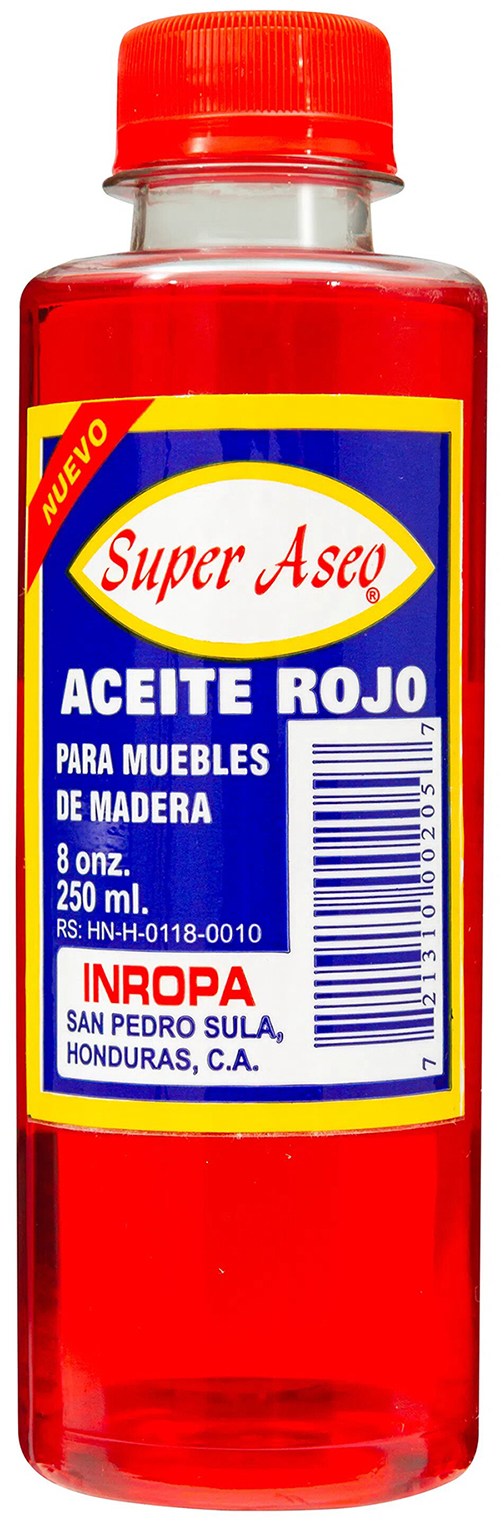 NUEVO
Super Aseo®
ACEITE ROJO
PARA MUEBLES
DE MADERA
8 onz.
250 ml.
RS: HN-H-0118-0010
INROPA
SAN PEDRO SULA,
HONDURAS, C.A.
7 21310 00205 7